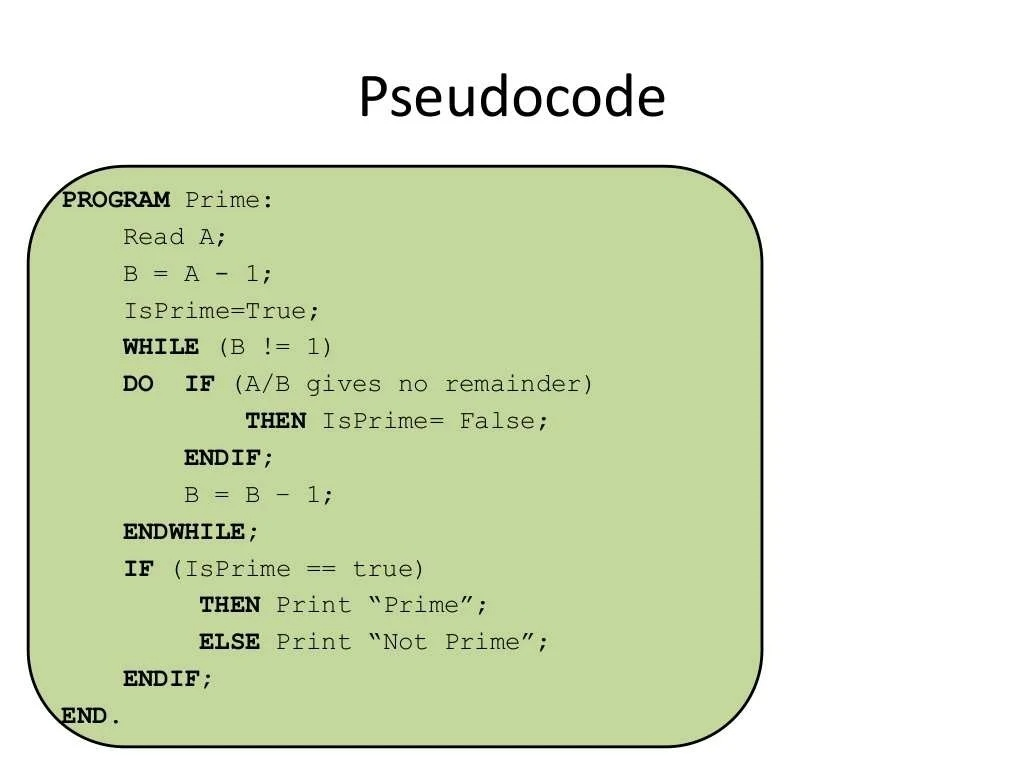 Pseudocode
PROGRAM Prime:
Read A;
B = A - 1;
IsPrime=True;
WHILE (B != 1)
DO  IF (A/B gives no remainder)
THEN IsPrime= False;
ENDIF;
B = B – 1;
ENDWHILE;
IF (IsPrime == true)
THEN Print “Prime”;
ELSE Print “Not Prime”;
ENDIF;
END.